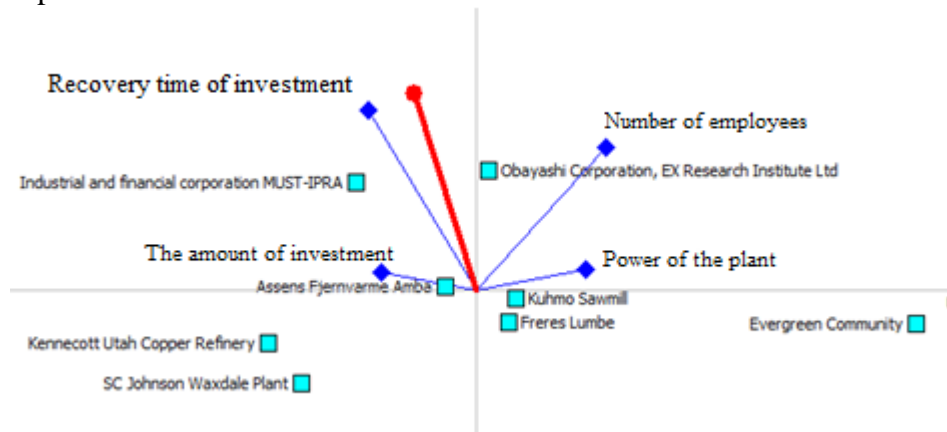 Recovery time of investment
Number of employees
Obayashi Corporation, EX Research Institute Ltd
Industrial and financial corporation MUST-IPRA
The amount of investment
Power of the plant
Assens Fjernvarme Amba
Kuhmo Sawmill
Freres Lumbe
Evergreen Community
Kennecott Utah Copper Refinery
SC Johnson Waxdale Plant